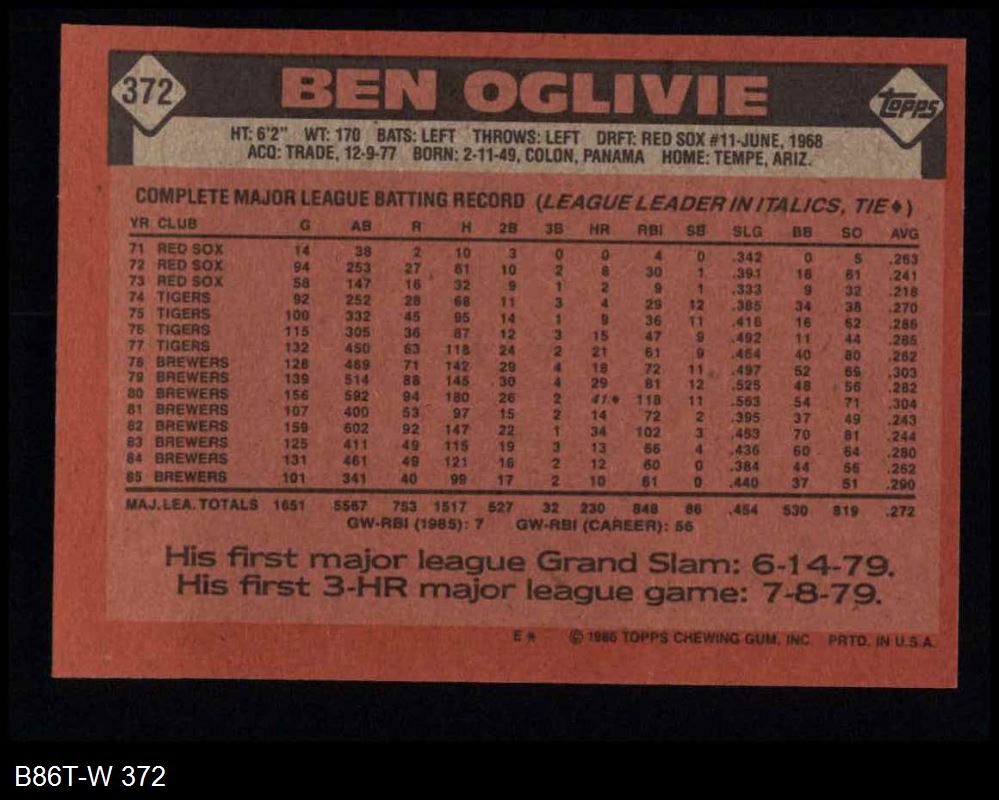 372
BEN OGLIVIE
TOPPS
HT: 6'2" WT: 170 BATS: LEFT THROWS: LEFT DRFT: RED SOX #11-JUNE, 1968
ACQ: TRADE, 12-9-77 BORN: 2-11-49, COLON, PANAMA HOME: TEMPE, ARIZ.
COMPLETE MAJOR LEAGUE BATTING RECORD (LEAGUE LEADER IN ITALICS, TIE♦)
YR CLUB G AB R H 2B 3B HR RBI SB SLG BB SO AVG
71 RED SOX 14 38 2 10 3 0 0 4 0 .342 0 5 .263
72 RED SOX 94 253 27 61 10 2 8 30 1 .391 18 61 .241
73 RED SOX 58 147 16 32 9 1 2 9 1 .333 9 32 .218
74 TIGERS 92 252 28 68 11 3 4 29 12 .385 34 38 .270
75 TIGERS 100 332 45 95 14 1 9 36 11 .416 16 62 .286
76 TIGERS 115 305 36 87 12 3 15 47 9 .492 11 44 .285
77 TIGERS 132 450 63 118 24 2 21 61 9 .464 40 80 .262
78 BREWERS 128 469 71 142 29 4 18 72 11 .497 52 69 .303
79 BREWERS 139 514 88 145 30 4 29 81 12 .525 48 56 .282
80 BREWERS 156 592 94 180 26 2 41♦ 118 11 .563 54 71 .304
81 BREWERS 107 400 53 97 15 2 14 72 2 .395 37 49 .243
82 BREWERS 159 602 92 147 22 1 34 102 3 .453 70 81 .244
83 BREWERS 125 411 49 115 19 3 13 66 4 .436 60 64 .280
84 BREWERS 131 461 49 121 16 2 12 60 0 .384 44 56 .262
85 BREWERS 101 341 40 99 17 2 10 61 0 .440 37 51 .290
MAJ. LEA. TOTALS 1651 5567 753 1517 527 32 230 848 86 .454 530 819 .272
GW-RBI (1985): 7 GW-RBI (CAREER): 56
His first major league Grand Slam: 6-14-79.
His first 3-HR major league game: 7-8-79.
E * © 1986 TOPPS CHEWING GUM, INC. PRTD. IN U.S.A.
B86T-W 372